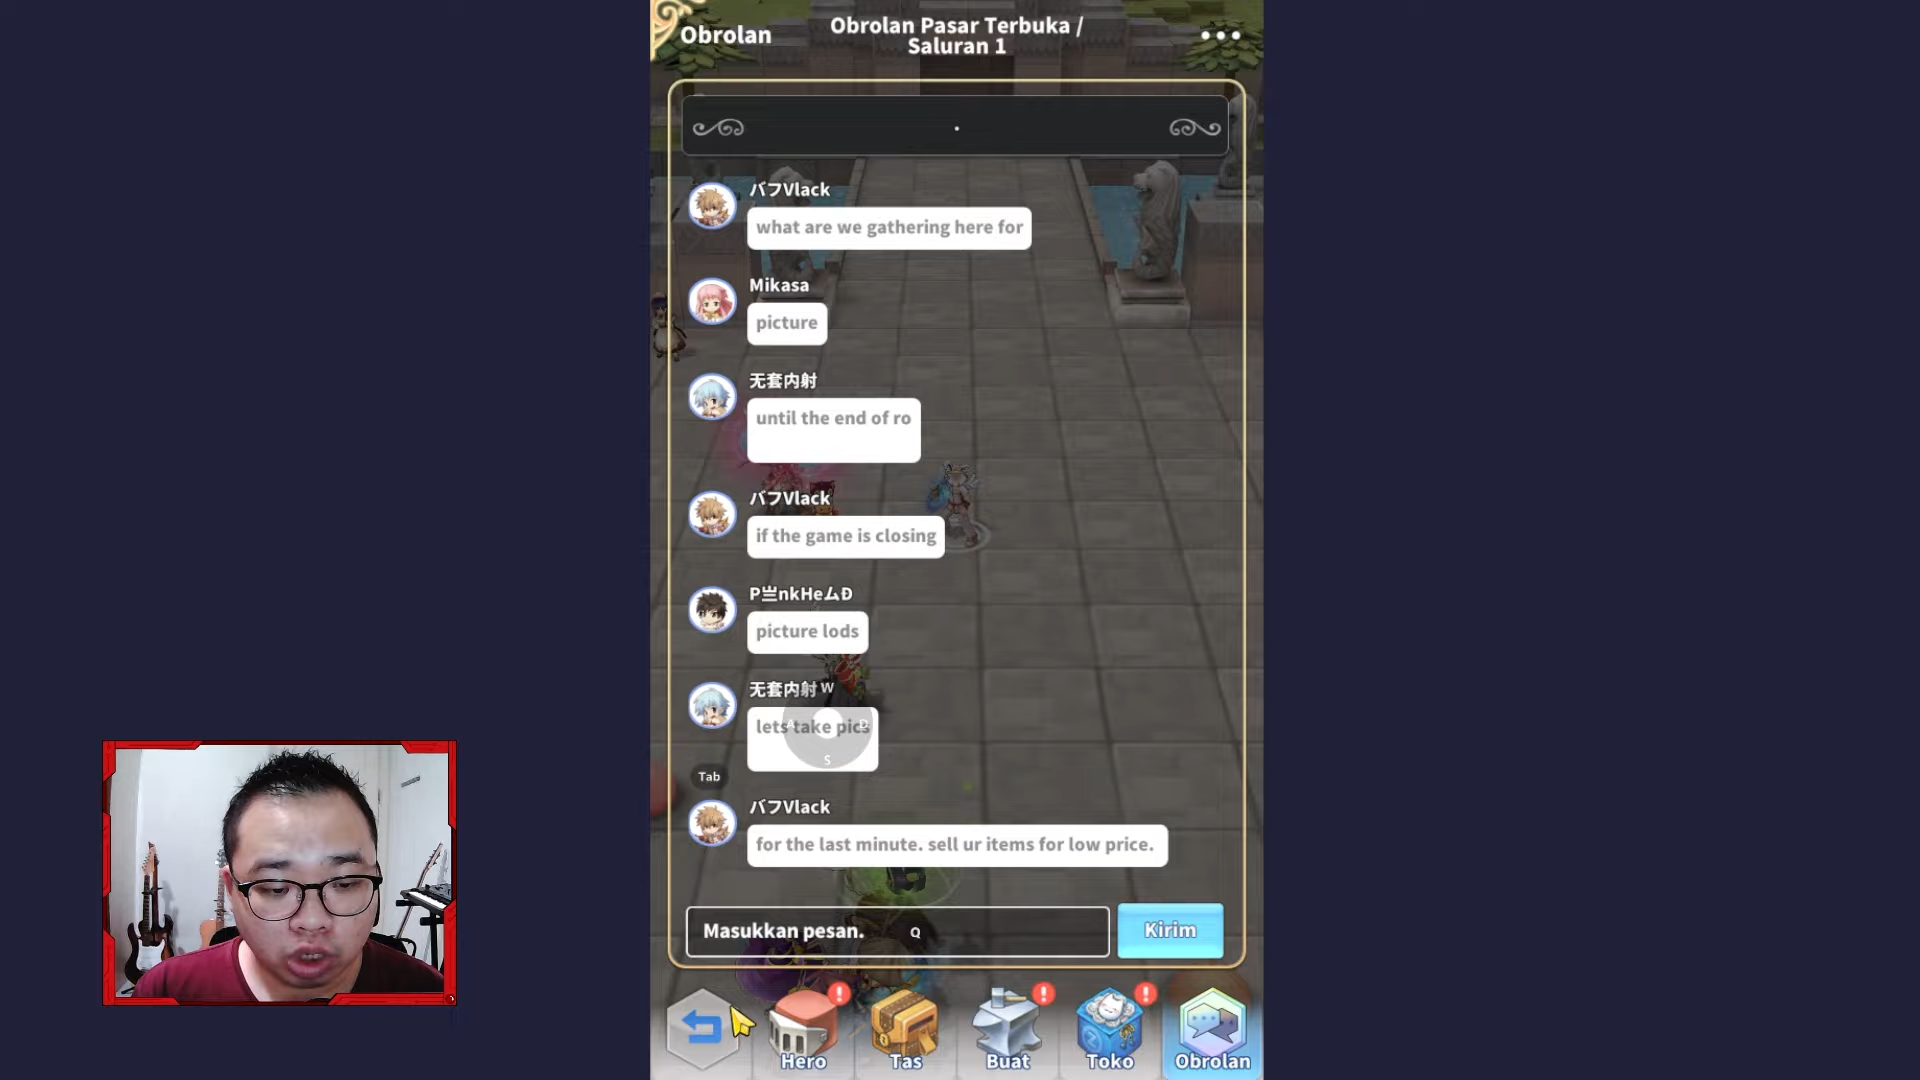 Obrolan
Obrolan Pasar Terbuka /
Saluran 1
バフVlack
what are we gathering here for
Mikasa
picture
无套内射
until the end of ro
バフVlack
if the game is closing
P亗nkHeムĐ
picture lods
无套内射
W
lets take pics
A
D
S
Tab
バフVlack
for the last minute. sell ur items for low price.
Masukkan pesan.
Q
Kirim
Hero
Tas
Buat
Toko
Obrolan